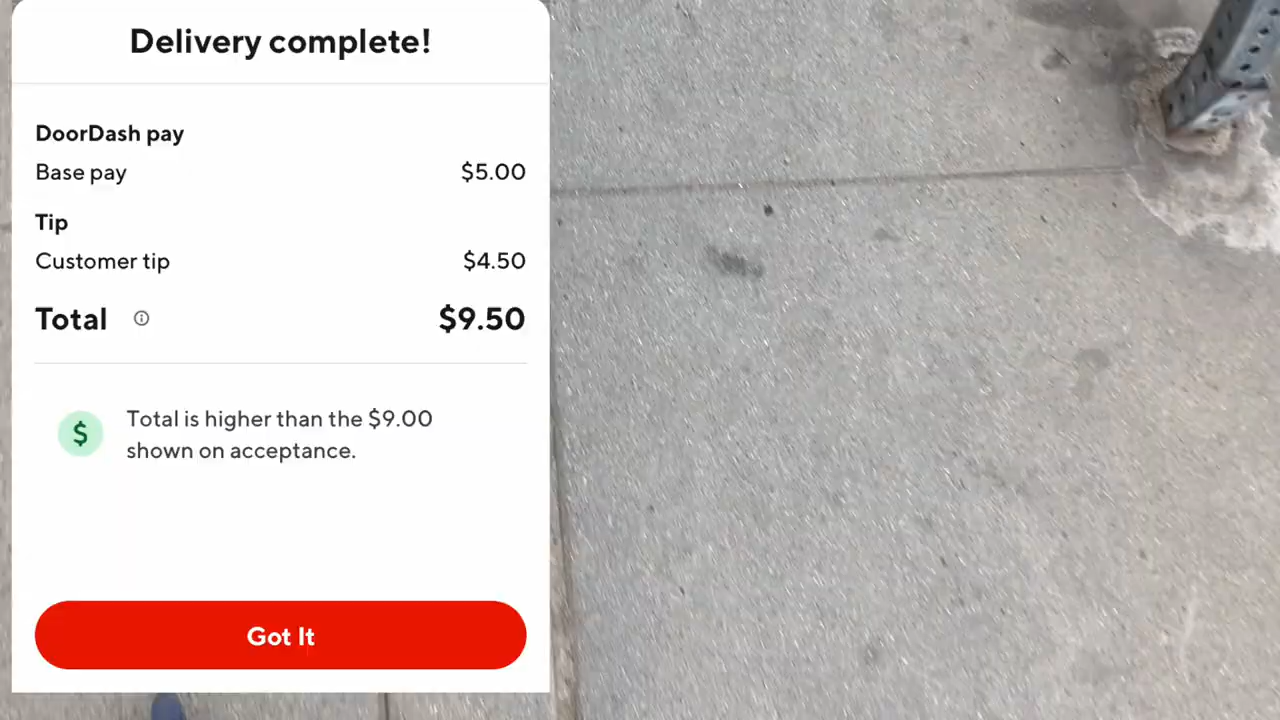 Delivery complete!
DoorDash pay
Base pay $5.00
Tip
Customer tip $4.50
Total $9.50
$ Total is higher than the $9.00
shown on acceptance.
Got It